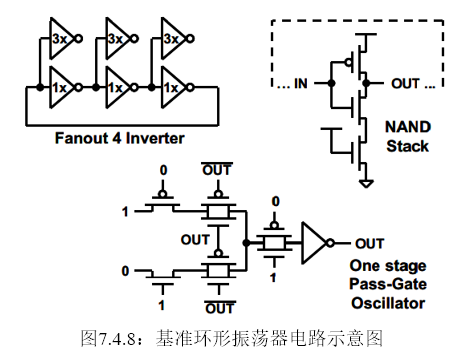 3x 3x 3x
1x 1x 1x
Fanout 4 Inverter
... IN OUT ...
NAND
Stack
0 O̅U̅T̅
1 0
OUT OUT
0 1
1 O̅U̅T̅
One stage
Pass-Gate
Oscillator
图7.4.8：基准环形振荡器电路示意图